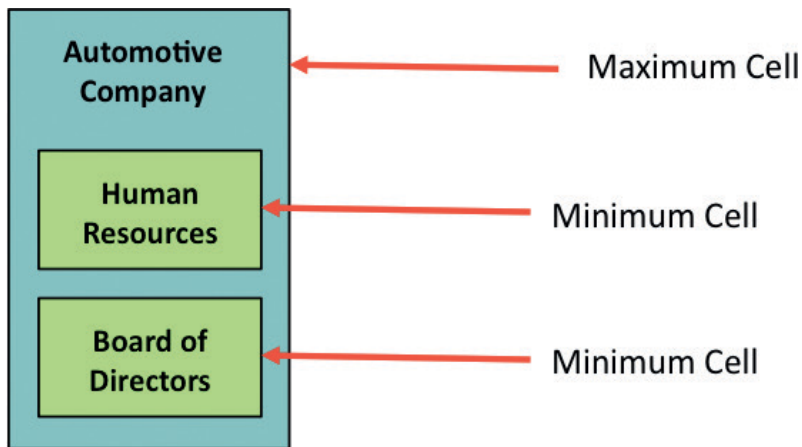 Automotive
Company
Maximum Cell
Human
Resources
Minimum Cell
Board of
Directors
Minimum Cell